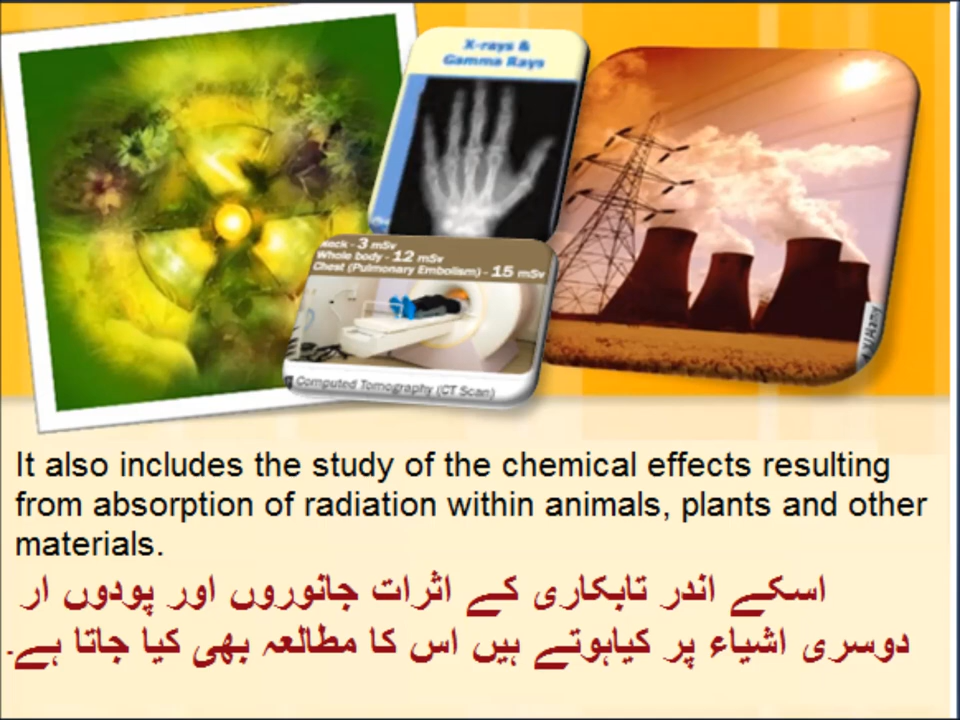 X-rays &
Gamma Rays
Neck - 3 mSv
Whole body - 12 mSv
Chest (Pulmonary Embolism) - 15 mSv
Computed Tomography (CT Scan)
It also includes the study of the chemical effects resulting
from absorption of radiation within animals, plants and other
materials.
اسکے اندر تابکاری کے اثرات جانوروں اور پودوں ار
دوسری اشیاء پر کیاہوتے ہیں اس کا مطالعہ بھی کیا جاتا ہے۔